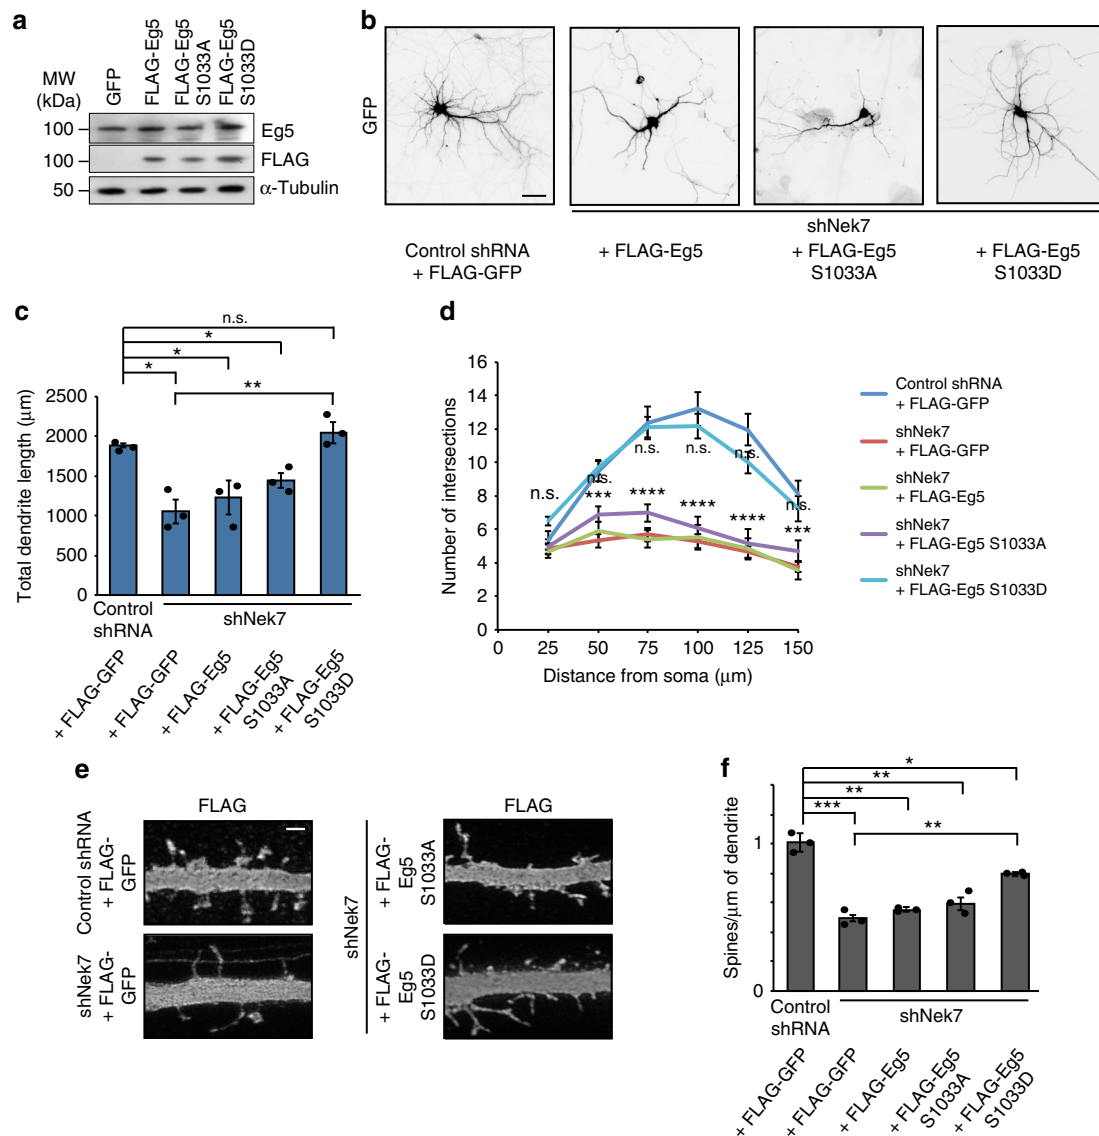 a
MW
(kDa)
GFP
FLAG-Eg5
FLAG-Eg5
S1033A
FLAG-Eg5
S1033D
100
Eg5
100
FLAG
50
α-Tubulin
b
GFP
shNek7
Control shRNA
+ FLAG-GFP
+ FLAG-Eg5
+ FLAG-Eg5
S1033A
+ FLAG-Eg5
S1033D
c
n.s.
*
*
*
**
Total dendrite length (μm)
2500
2000
1500
1000
500
0
Control
shRNA
shNek7
+ FLAG-GFP
+ FLAG-GFP
+ FLAG-Eg5
+ FLAG-Eg5
S1033A
+ FLAG-Eg5
S1033D
d
Number of intersections
16
14
12
10
8
6
4
2
0
0
25
50
75
100
125
150
Distance from soma (μm)
n.s.
n.s.
n.s.
n.s.
n.s.
n.s.
***
****
****
****
***
Control shRNA
+ FLAG-GFP
shNek7
+ FLAG-GFP
shNek7
+ FLAG-Eg5
shNek7
+ FLAG-Eg5 S1033A
shNek7
+ FLAG-Eg5 S1033D
e
FLAG
FLAG
Control shRNA
+ FLAG-
GFP
shNek7
+ FLAG-
GFP
shNek7
+ FLAG-
Eg5
S1033A
+ FLAG-
Eg5
S1033D
f
*
**
**
***
**
Spines/μm of dendrite
1
0
Control
shRNA
shNek7
+ FLAG-GFP
+ FLAG-GFP
+ FLAG-Eg5
+ FLAG-Eg5
S1033A
+ FLAG-Eg5
S1033D